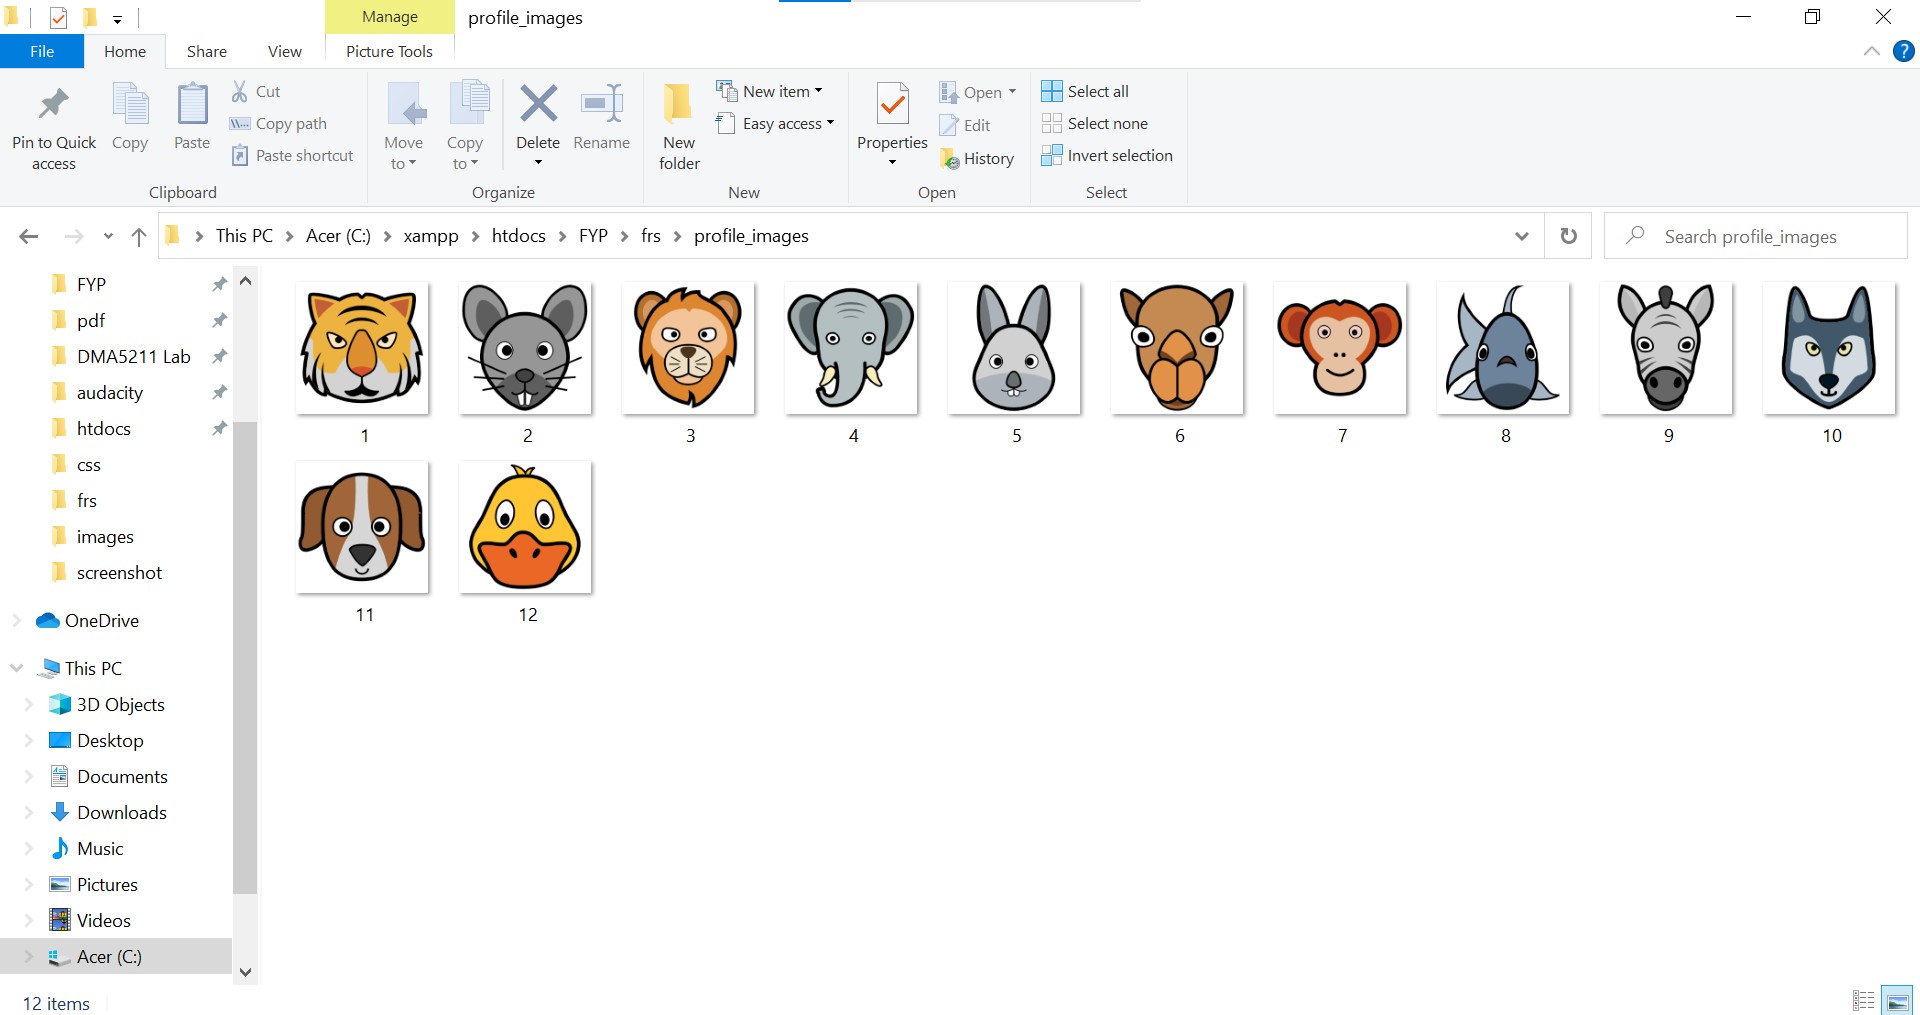 Manage
profile_images
File
Home
Share
View
Picture Tools
?
Pin to Quick access
Copy
Paste
Cut
Copy path
Paste shortcut
Clipboard
Move to
Copy to
Delete
Rename
Organize
New folder
New item
Easy access
New
Properties
Open
Edit
History
Open
Select all
Select none
Invert selection
Select
This PC
Acer (C:)
xampp
htdocs
FYP
frs
profile_images
Search profile_images
FYP
pdf
DMA5211 Lab
audacity
htdocs
css
frs
images
screenshot
OneDrive
This PC
3D Objects
Desktop
Documents
Downloads
Music
Pictures
Videos
Acer (C:)
1
2
3
4
5
6
7
8
9
10
11
12
12 items